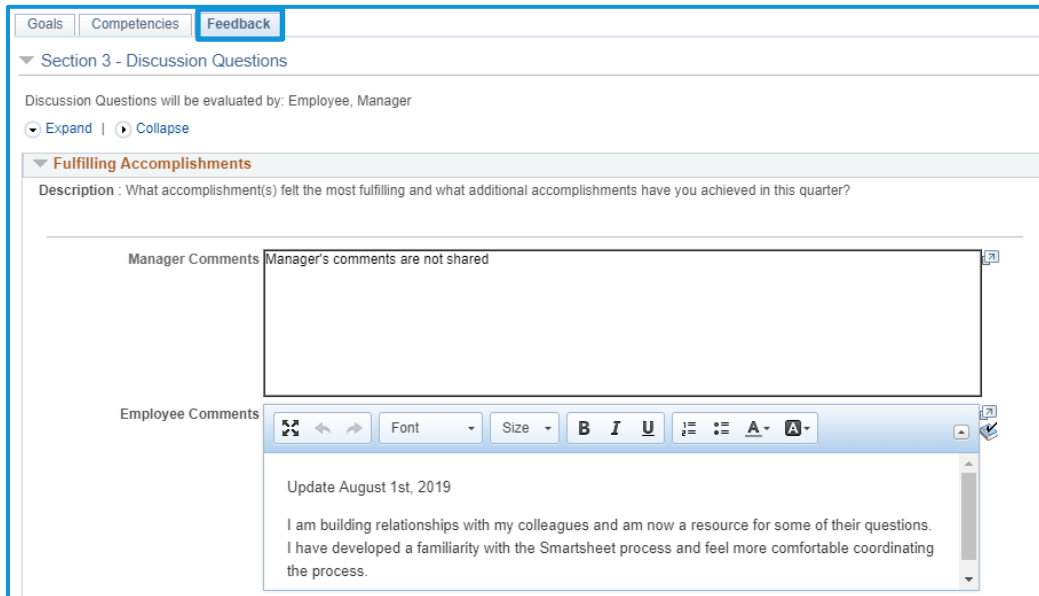 Goals Competencies Feedback
Section 3 - Discussion Questions
Discussion Questions will be evaluated by: Employee, Manager
Expand | Collapse
Fulfilling Accomplishments
Description : What accomplishment(s) felt the most fulfilling and what additional accomplishments have you achieved in this quarter?
Manager Comments Manager's comments are not shared
Employee Comments
Font Size B I U A A
Update August 1st, 2019
I am building relationships with my colleagues and am now a resource for some of their questions.
I have developed a familiarity with the Smartsheet process and feel more comfortable coordinating
the process.